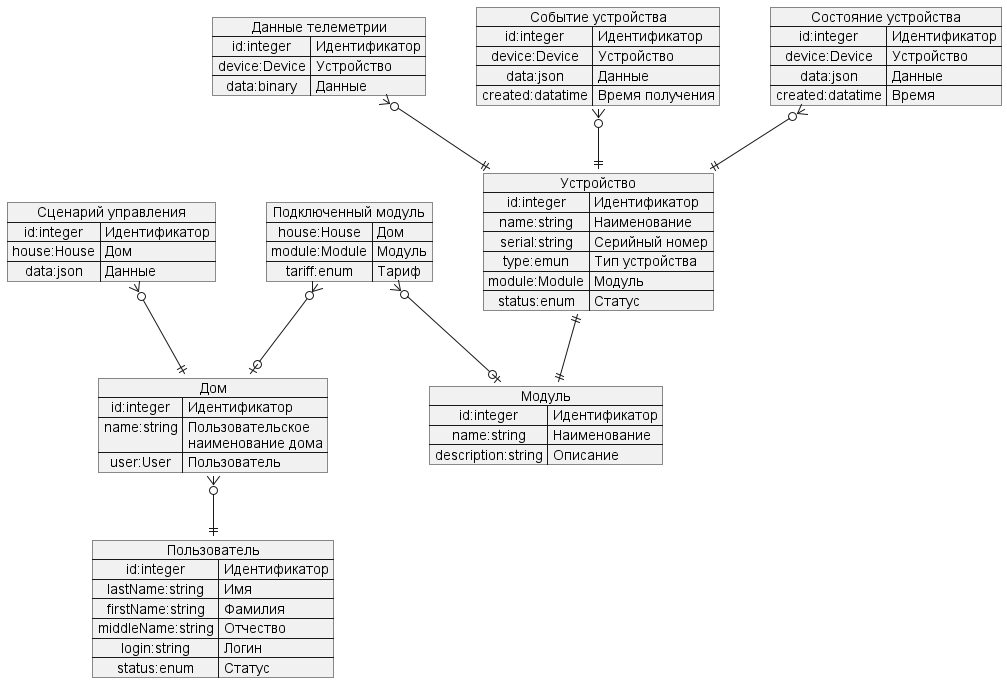 Данные телеметрии
id:integer Идентификатор
device:Device Устройство
data:binary Данные
Событие устройства
id:integer Идентификатор
device:Device Устройство
data:json Данные
created:datatime Время получения
Состояние устройства
id:integer Идентификатор
device:Device Устройство
data:json Данные
created:datatime Время
Устройство
id:integer Идентификатор
name:string Наименование
serial:string Серийный номер
type:emun Тип устройства
module:Module Модуль
status:enum Статус
Сценарий управления
id:integer Идентификатор
house:House Дом
data:json Данные
Подключенный модуль
house:House Дом
module:Module Модуль
tariff:enum Тариф
Дом
id:integer Идентификатор
name:string Пользовательское
наименование дома
user:User Пользователь
Модуль
id:integer Идентификатор
name:string Наименование
description:string Описание
Пользователь
id:integer Идентификатор
lastName:string Имя
firstName:string Фамилия
middleName:string Отчество
login:string Логин
status:enum Статус